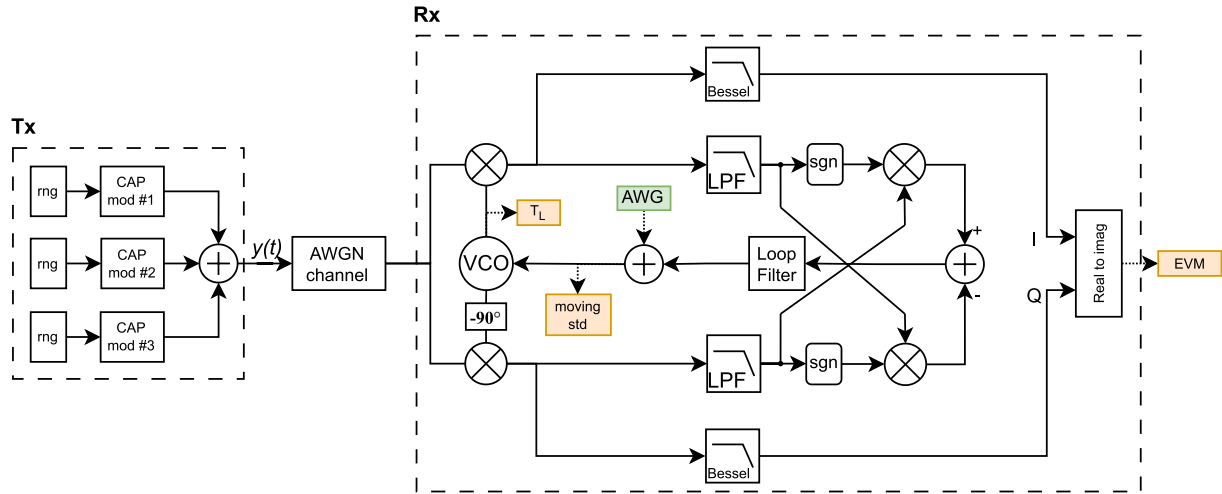 Rx
Tx
rng
CAP
mod #1
rng
CAP
mod #2
rng
CAP
mod #3
y(t)
AWGN
channel
Bessel
LPF
sgn
AWG
T_L
VCO
-90°
moving
std
Loop
Filter
+
-
LPF
sgn
Bessel
I
Q
Real to imag
EVM